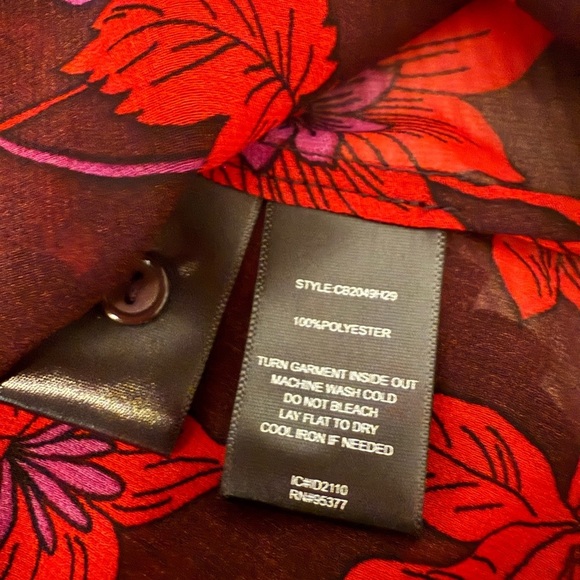 STYLE:CB2049H29
100%POLYESTER
TURN GARMENT INSIDE OUT
MACHINE WASH COLD
DO NOT BLEACH
LAY FLAT TO DRY
COOL IRON IF NEEDED
IC#ID2110
RN#95377